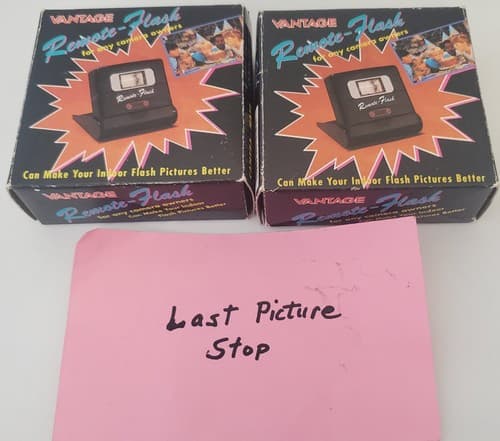 VANTAGE
Remote-Flash
for any camera owners
Remote-Flash
Can Make Your Indoor Flash Pictures Better
VANTAGE
Remote-Flash
for any camera owners
Can Make Your Indoor
Flash Pictures Better
VANTAGE
Remote-Flash
for any camera owners
Remote-Flash
Can Make Your Indoor Flash Pictures Better
VANTAGE
Remote-Flash
for any camera owners
Can Make Your Indoor
Flash Pictures Better
Last Picture
Stop